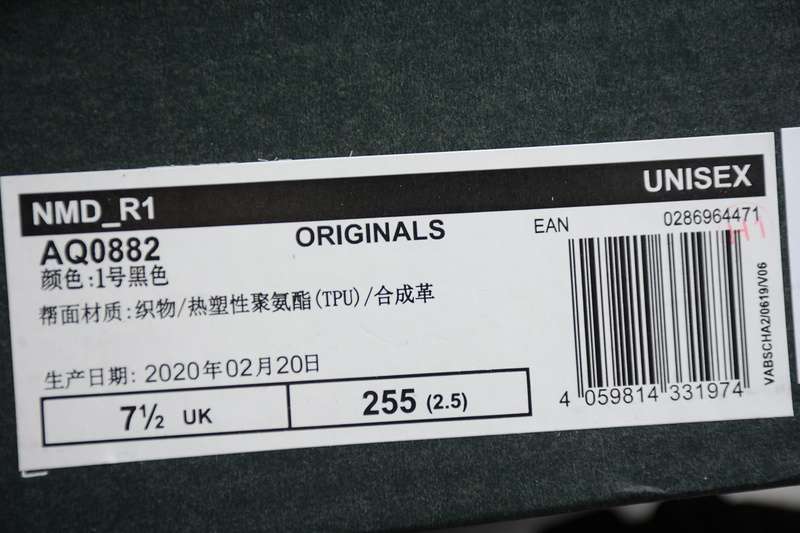 NMD_R1 UNISEX
AQ0882 ORIGINALS EAN 0286964471
颜色:1号黑色
帮面材质:织物/热塑性聚氨酯(TPU)/合成革
生产日期: 2020年02月20日
7½ UK 255 (2.5)
4 059814 331974
VABSCHA2/0619/V06